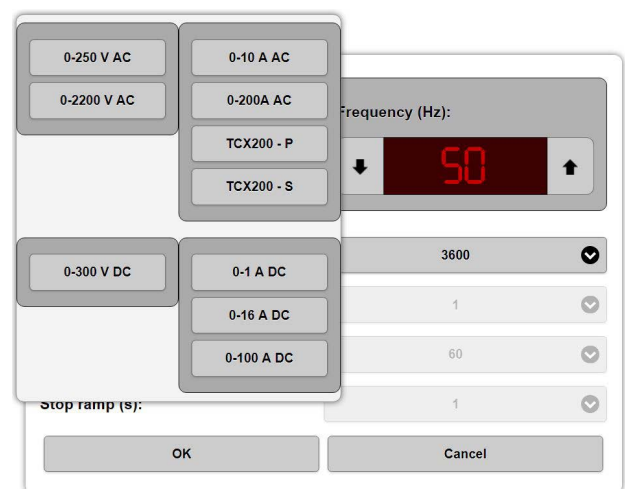 0-250 V AC
0-2200 V AC
0-10 A AC
0-200A AC
TCX200 - P
TCX200 - S
0-300 V DC
0-1 A DC
0-16 A DC
0-100 A DC
Frequency (Hz):
50
3600
1
60
Stop ramp (s):
1
OK
Cancel